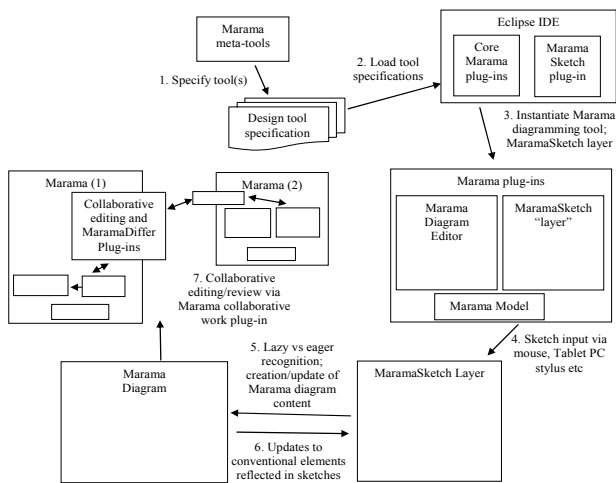 Marama
meta-tools
Eclipse IDE
Core
Marama
plug-ins
Marama
Sketch
plug-in
1. Specify tool(s)
2. Load tool
specifications
Design tool
specification
3. Instantiate Marama
diagramming tool;
MaramaSketch layer
Marama (1)
Collaborative
editing and
MaramaDiffer
Plug-ins
Marama (2)
Marama plug-ins
Marama
Diagram
Editor
MaramaSketch
“layer”
Marama Model
7. Collaborative
editing/review via
Marama collaborative
work plug-in
4. Sketch input via
mouse, Tablet PC
stylus etc
5. Lazy vs eager
recognition;
creation/update of
Marama diagram
content
Marama
Diagram
MaramaSketch Layer
6. Updates to
conventional elements
reflected in sketches